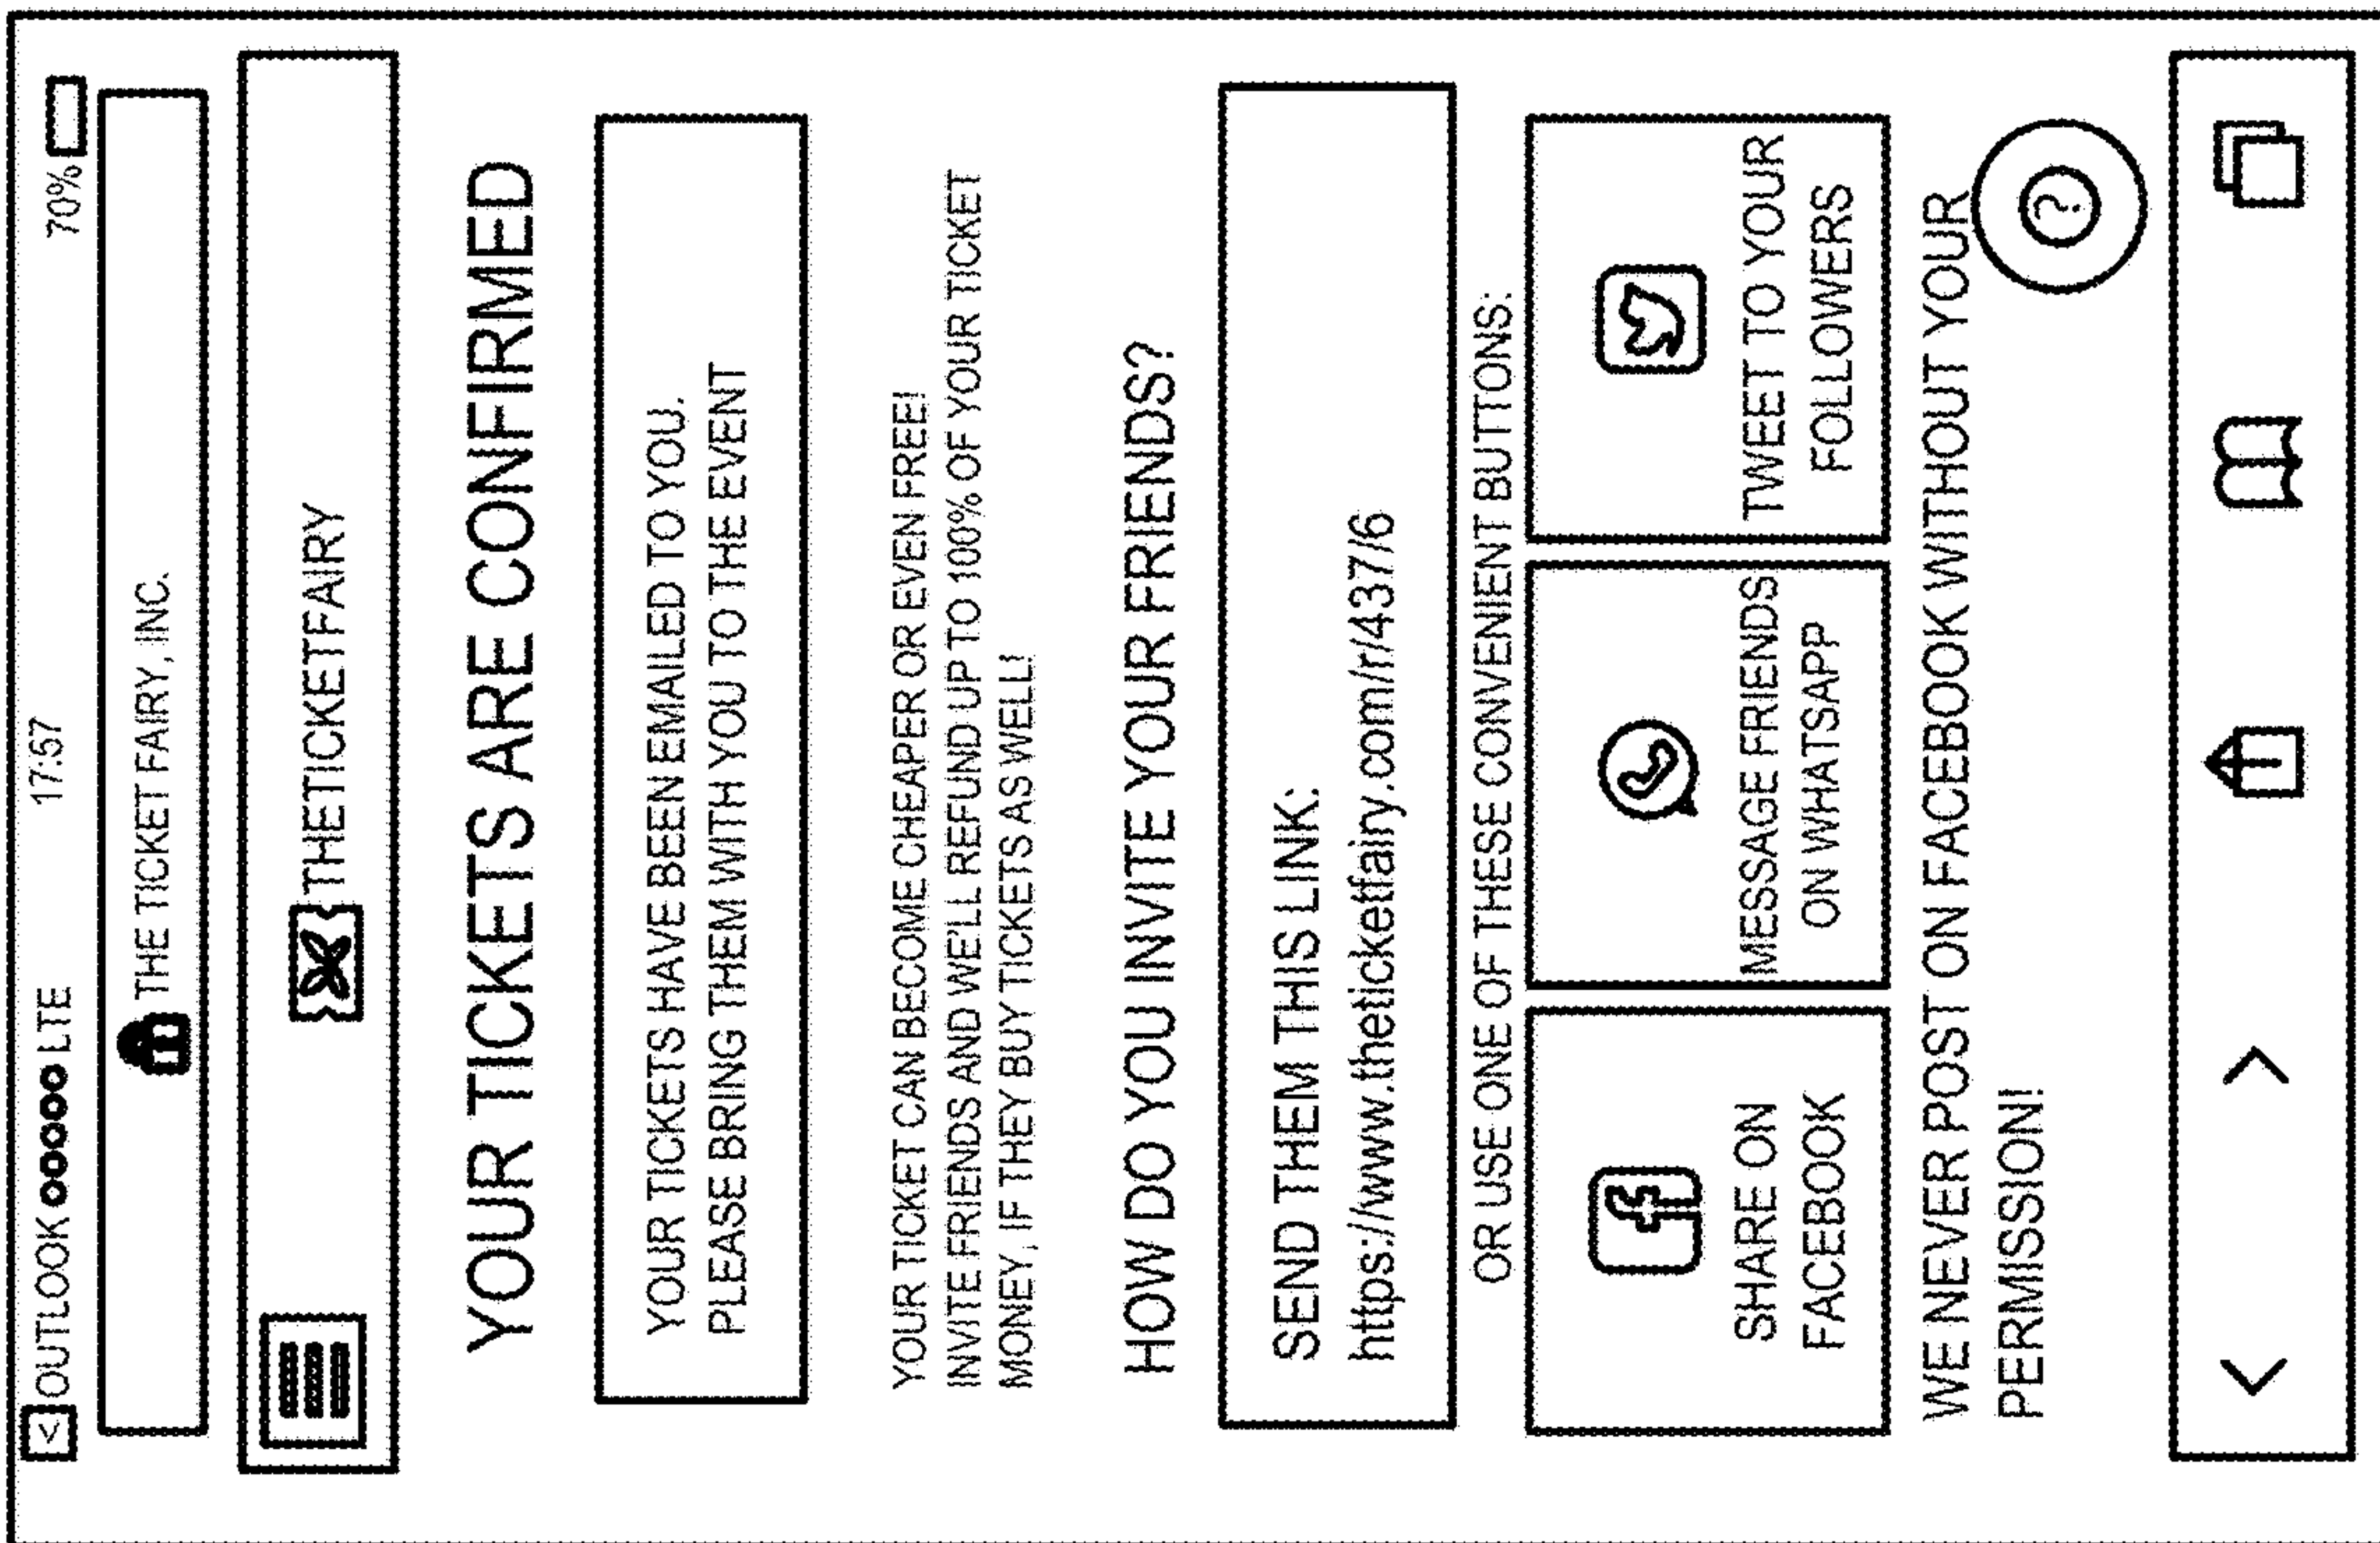 < OUTLOOK ooooo LTE 17:57 70%
THE TICKET FAIRY, INC.
THETICKETFAIRY
YOUR TICKETS ARE CONFIRMED
YOUR TICKETS HAVE BEEN EMAILED TO YOU.
PLEASE BRING THEM WITH YOU TO THE EVENT
YOUR TICKET CAN BECOME CHEAPER OR EVEN FREE!
INVITE FRIENDS AND WE'LL REFUND UP TO 100% OF YOUR TICKET
MONEY, IF THEY BUY TICKETS AS WELL!
HOW DO YOU INVITE YOUR FRIENDS?
SEND THEM THIS LINK:
https://www.theticketfairy.com/r/437/6
OR USE ONE OF THESE CONVENIENT BUTTONS:
SHARE ON
FACEBOOK
MESSAGE FRIENDS
ON WHATSAPP
TWEET TO YOUR
FOLLOWERS
WE NEVER POST ON FACEBOOK WITHOUT YOUR
PERMISSION!
?